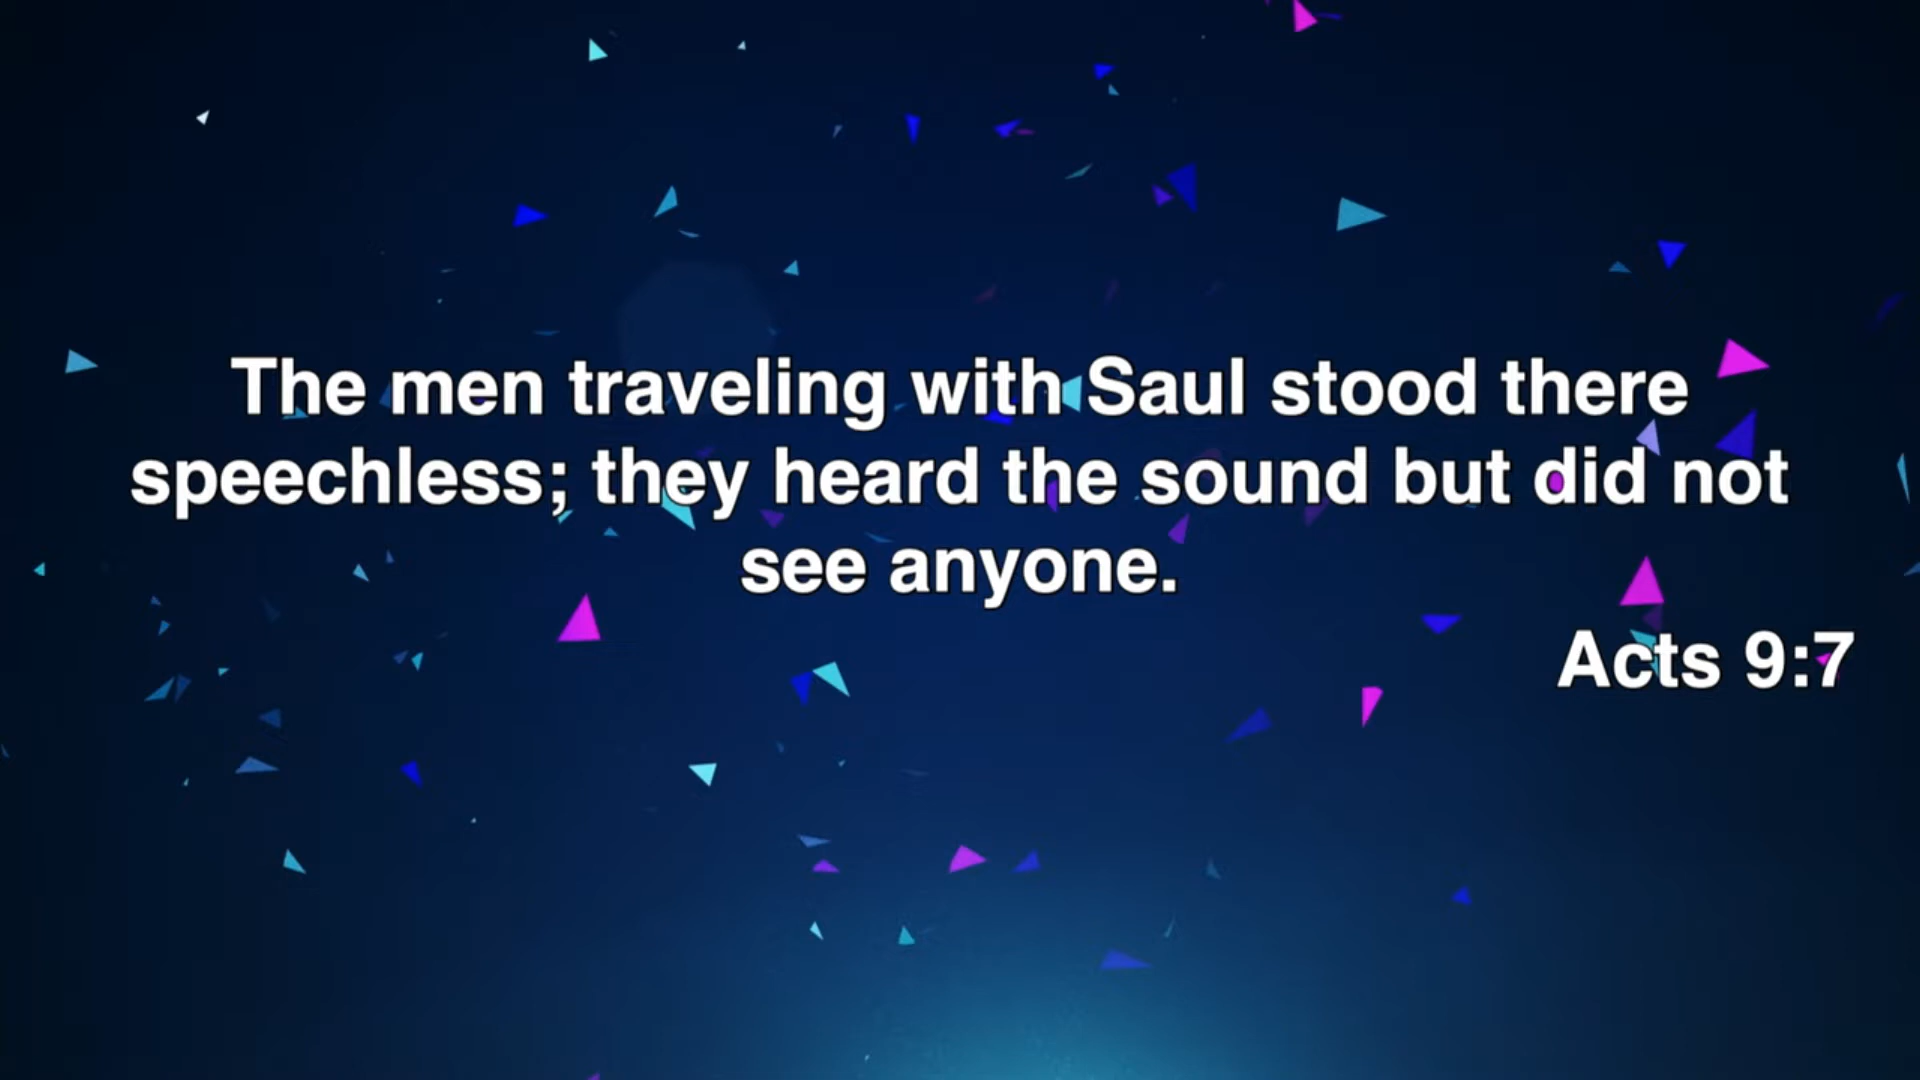 The men traveling with Saul stood there
speechless; they heard the sound but did not
see anyone.
Acts 9:7